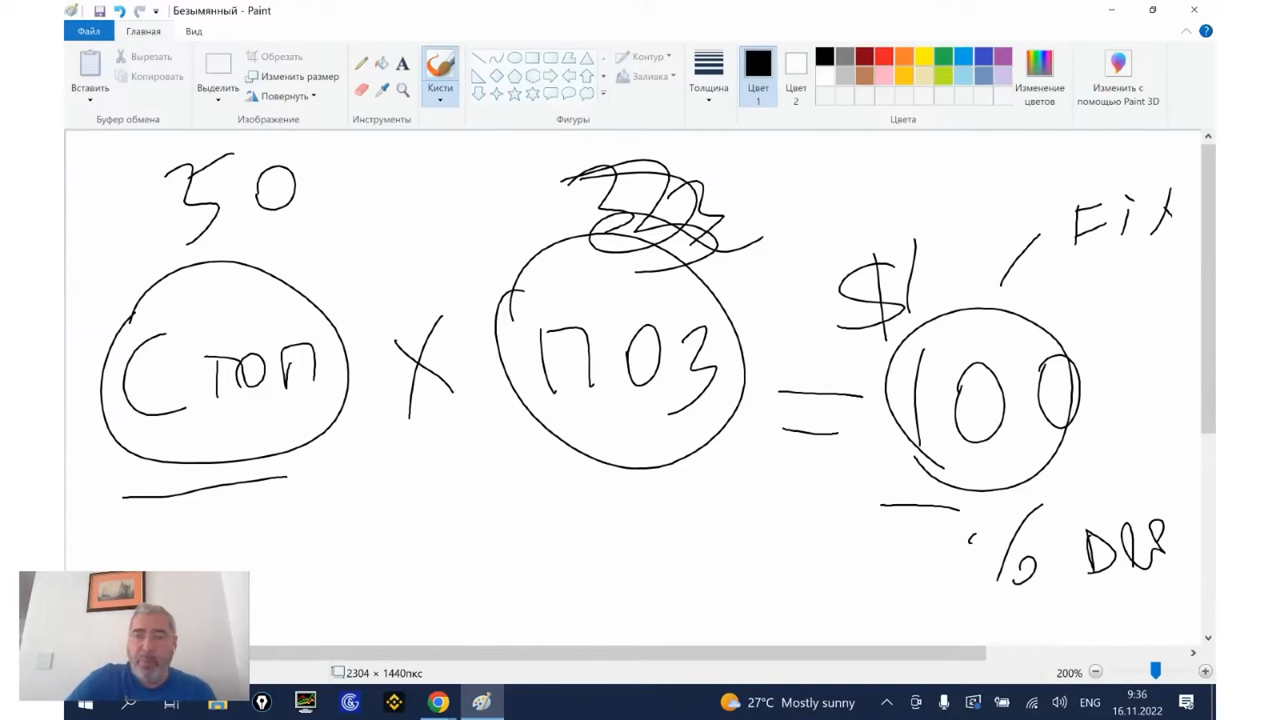 Безымянный - Paint
Файл Главная Вид
Вставить
Вырезать
Копировать
Буфер обмена
Выделить
Обрезать
Изменить размер
Повернуть
Изображение
Инструменты
Кисти
Контур
Заливка
Фигуры
Толщина
Цвет 1
Цвет 2
Изменение цветов
Цвета
Изменить с помощью Paint 3D
50
$/
Fix
Стоп X ПОЗ = 100
%
2304 × 1440пкс
200%
27°C Mostly sunny
ENG
9:36
16.11.2022